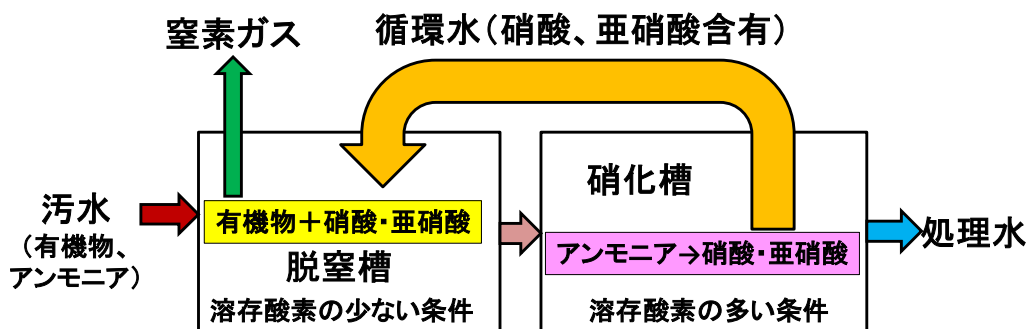 窒素ガス
循環水（硝酸、亜硝酸含有）
汚水
（有機物、
アンモニア）
有機物＋硝酸・亜硝酸
脱窒槽
溶存酸素の少ない条件
硝化槽
アンモニア→硝酸・亜硝酸
溶存酸素の多い条件
処理水